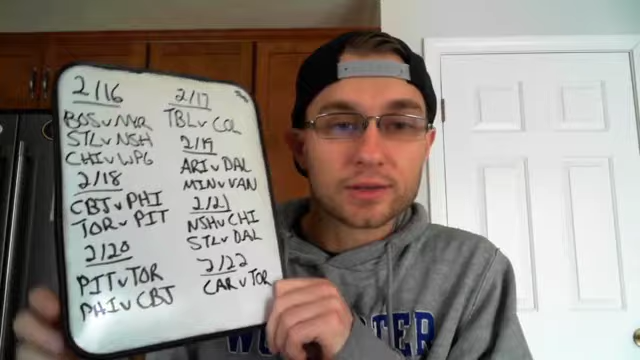 2/16
BOS v NYR
STL v NSH
CHI v WPG
2/18
CBJ v PHI
TOR v PIT
2/20
PIT v TOR
PHI v CBJ
2/17
TBL v COL
2/19
ARI v DAL
MIN v VAN
2/21
NSH v CHI
STL v DAL
2/22
CAR v TOR